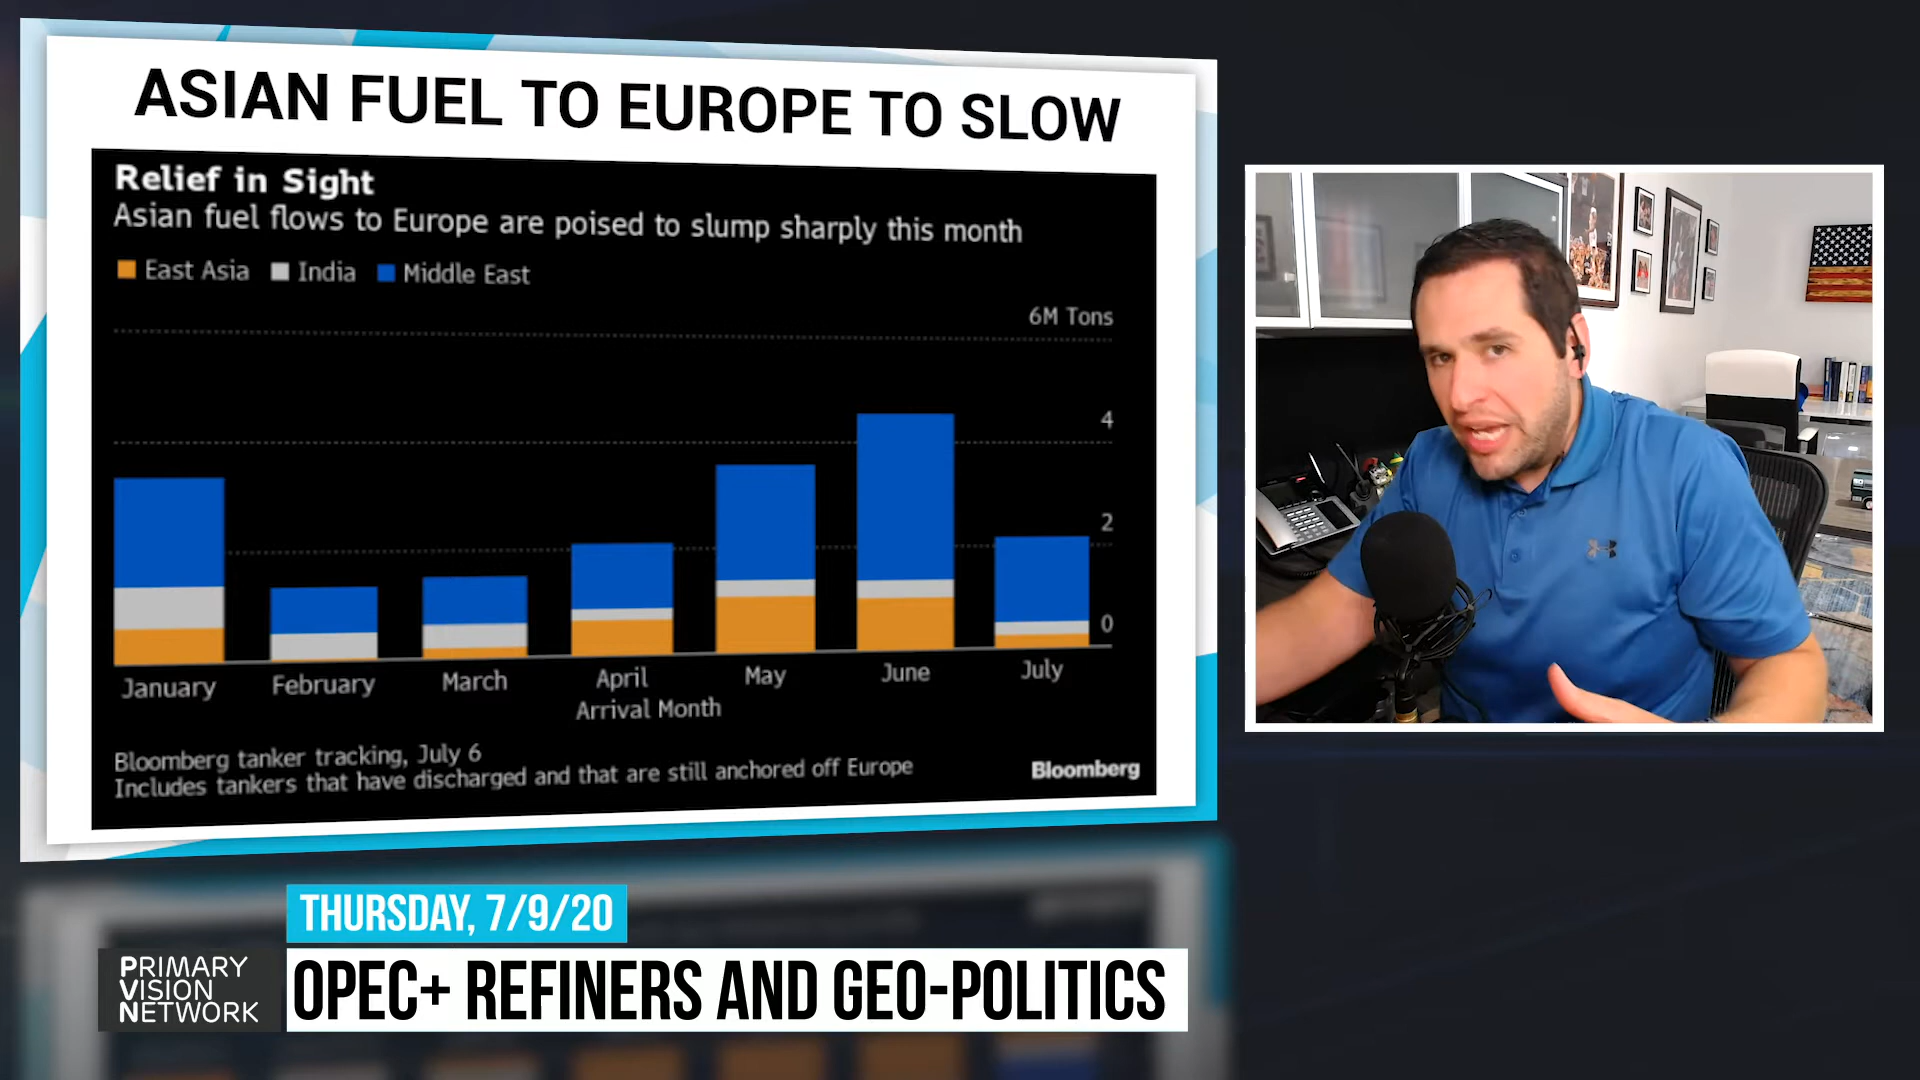 ASIAN FUEL TO EUROPE TO SLOW
Relief in Sight
Asian fuel flows to Europe are poised to slump sharply this month
East Asia India Middle East
6M Tons
4
2
0
January February March April May June July
Arrival Month
Bloomberg tanker tracking, July 6
Includes tankers that have discharged and that are still anchored off Europe
Bloomberg
THURSDAY, 7/9/20
PRIMARY
VISION
NETWORK
OPEC+ REFINERS AND GEO-POLITICS